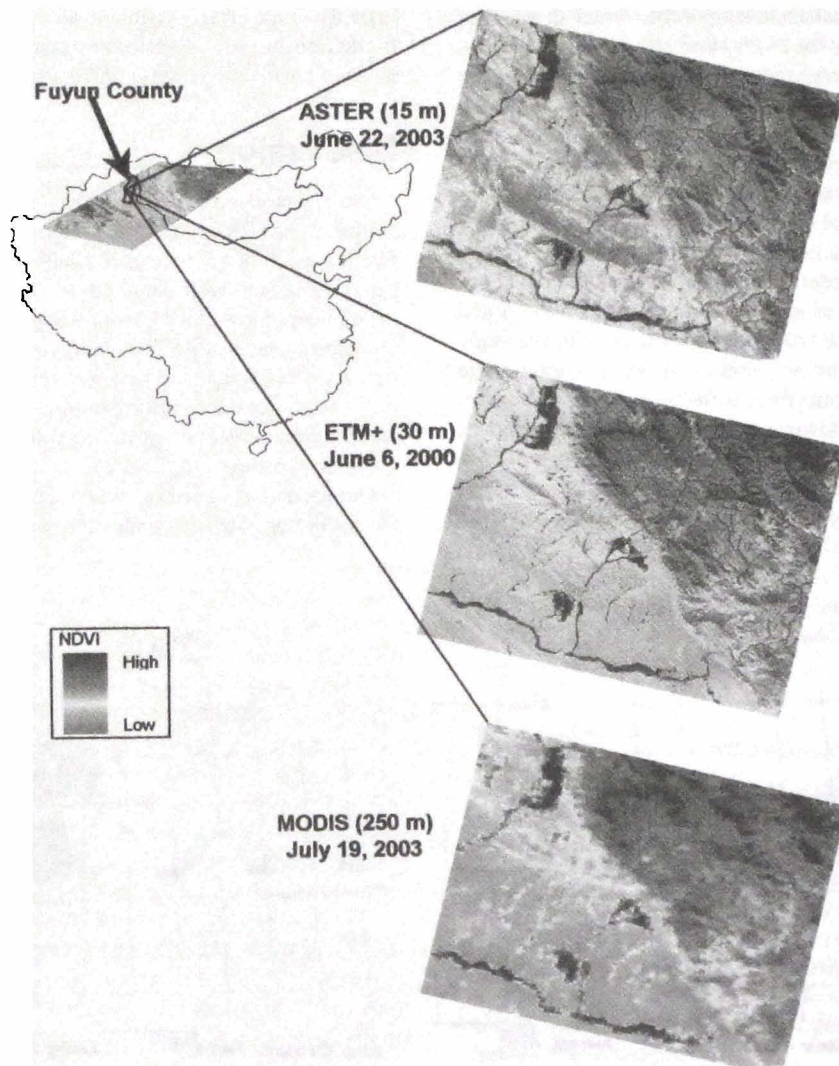 Fuyun County
ASTER (15 m)
June 22, 2003
ETM+ (30 m)
June 6, 2000
NDVI
High
Low
MODIS (250 m)
July 19, 2003